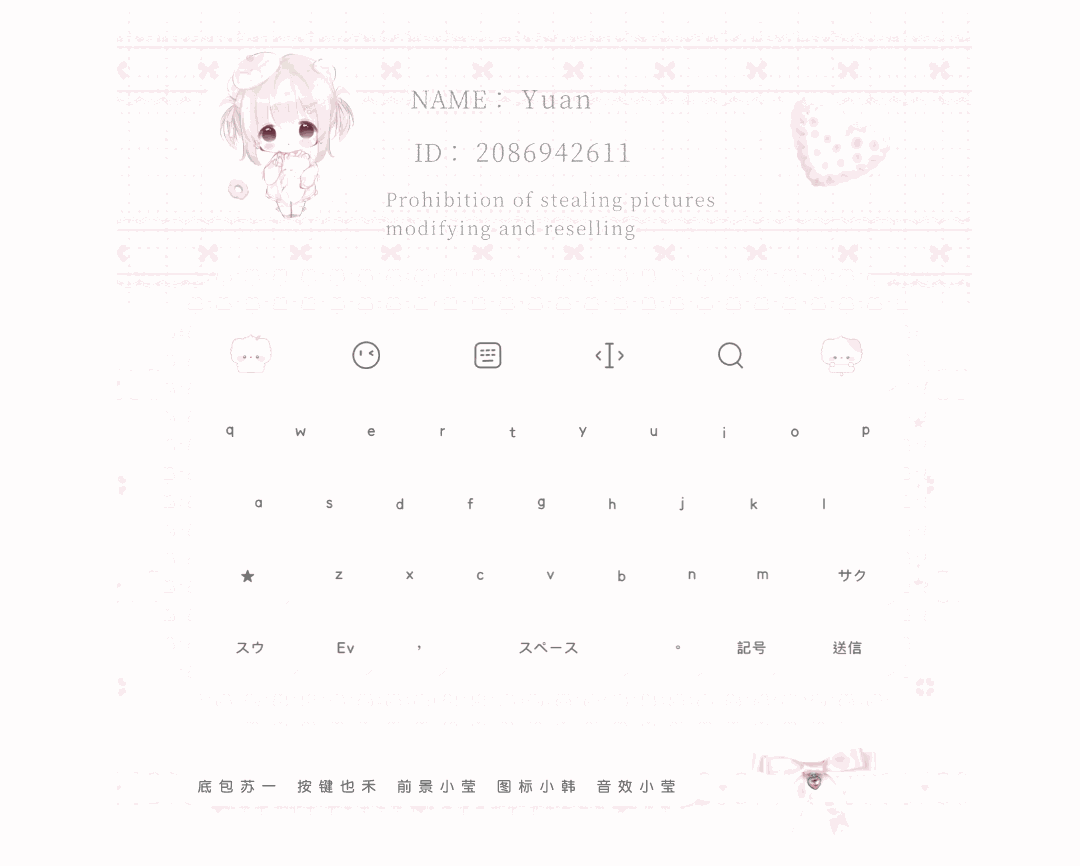 NAME： Yuan
ID： 2086942611
Prohibition of stealing pictures
modifying and reselling
q w e r t y u i o p
a s d f g h j k l
★ z x c v b n m サク
スウ Ev ， スペース 。 記号 送信
底包苏一 按键也禾 前景小莹 图标小韩 音效小莹